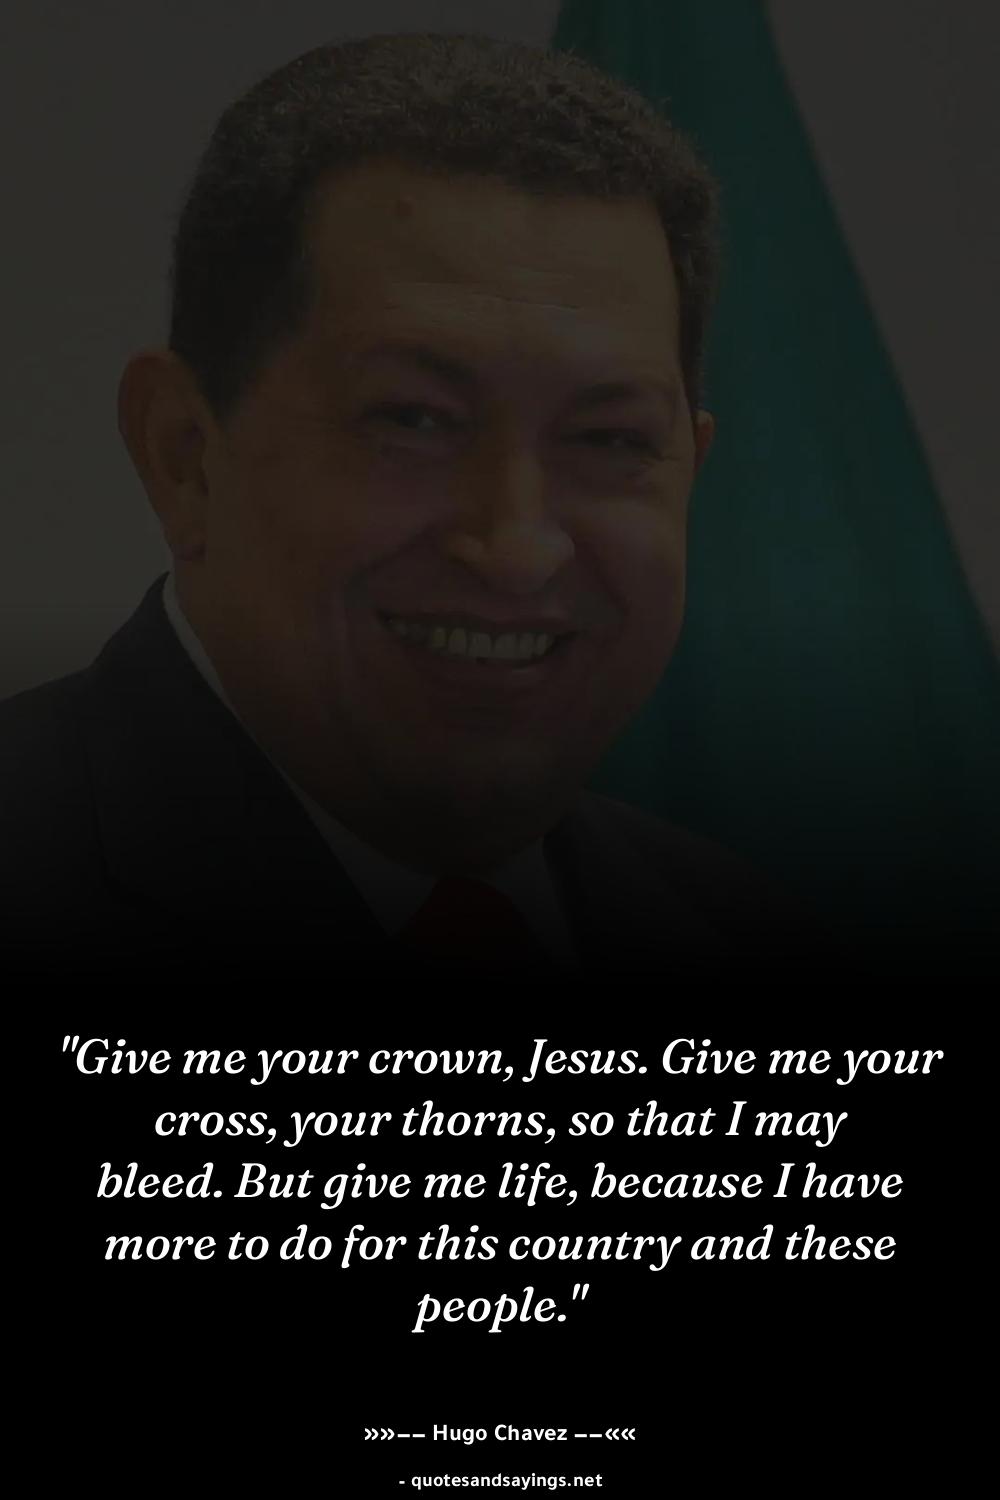 "Give me your crown, Jesus. Give me your
cross, your thorns, so that I may
bleed. But give me life, because I have
more to do for this country and these
people."
»»–– Hugo Chavez ––««
- quotesandsayings.net